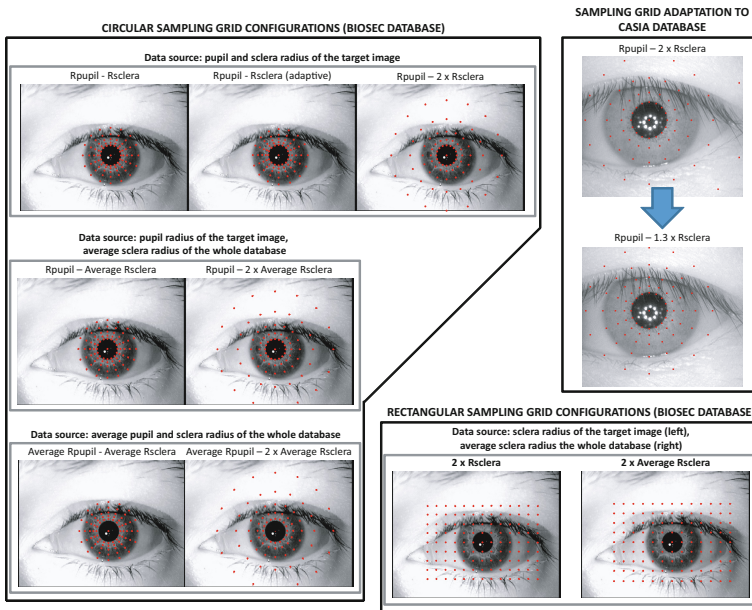 CIRCULAR SAMPLING GRID CONFIGURATIONS (BIOSEC DATABASE)
Data source: pupil and sclera radius of the target image
Rpupil - Rsclera
Rpupil - Rsclera (adaptive)
Rpupil – 2 x Rsclera
Data source: pupil radius of the target image,
average sclera radius of the whole database
Rpupil – Average Rsclera
Rpupil – 2 x Average Rsclera
Data source: average pupil and sclera radius of the whole database
Average Rpupil - Average Rsclera
Average Rpupil – 2 x Average Rsclera
SAMPLING GRID ADAPTATION TO
CASIA DATABASE
Rpupil – 2 x Rsclera
Rpupil – 1.3 x Rsclera
RECTANGULAR SAMPLING GRID CONFIGURATIONS (BIOSEC DATABASE
Data source: sclera radius of the target image (left),
average sclera radius the whole database (right)
2 x Rsclera
2 x Average Rsclera